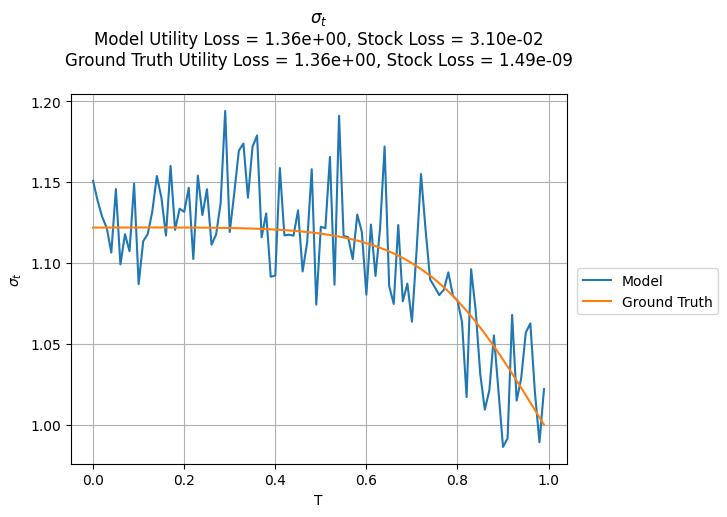 σₜ
Model Utility Loss = 1.36e+00, Stock Loss = 3.10e-02
Ground Truth Utility Loss = 1.36e+00, Stock Loss = 1.49e-09
1.20
1.15
1.10
1.05
1.00
σₜ
0.0 0.2 0.4 0.6 0.8 1.0
T
Model
Ground Truth